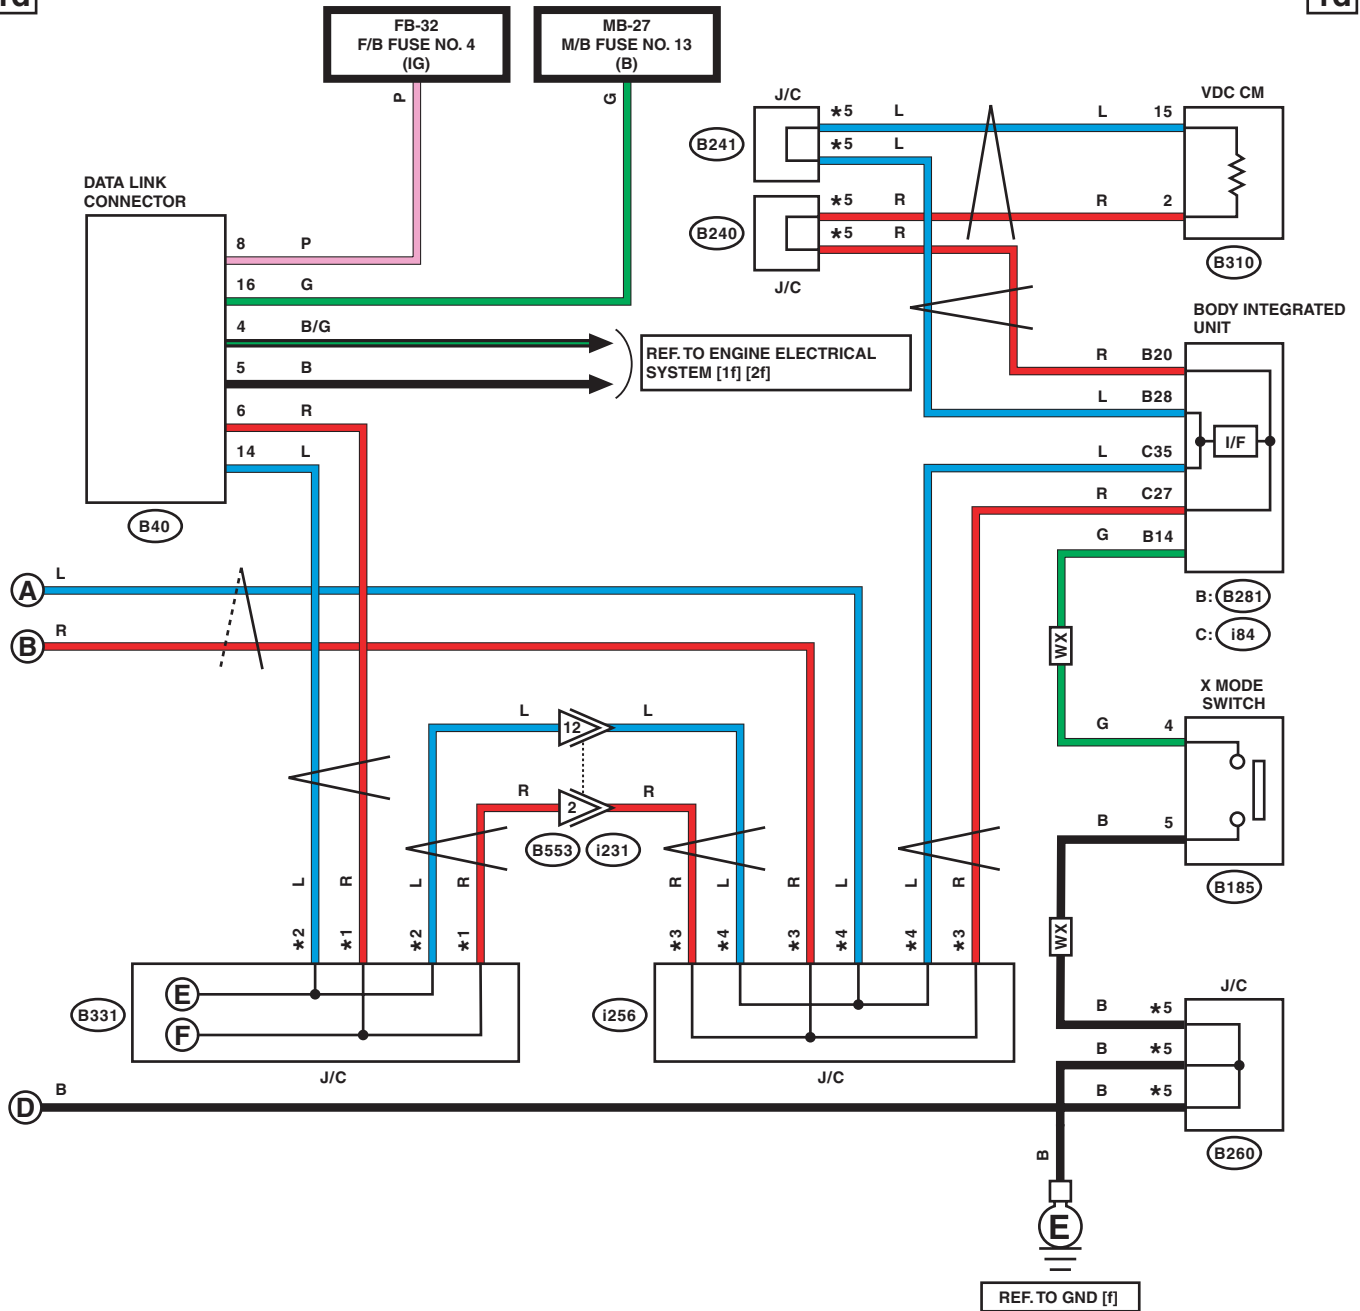 FB-32
F/B FUSE NO. 4
(IG)
MB-27
M/B FUSE NO. 13
(B)
P
G
J/C
VDC CM
*5 L
L 15
B241
*5 L
DATA LINK
CONNECTOR
*5 R
R 2
B240
*5 R
8 P
B310
J/C
16 G
BODY INTEGRATED
UNIT
4 B/G
REF. TO ENGINE ELECTRICAL
SYSTEM [1f] [2f]
R B20
5 B
L B28
6 R
I/F
14 L
L C35
R C27
B40
G B14
A
L
B: B281
B
R
C: i84
WX
X MODE
SWITCH
L
12
L
G 4
R
2
R
B 5
B553
i231
B185
L
R
L
R
R
L
R
L
L
R
*2
*1
*2
*1
*3
*4
*3
*4
*4
*3
WX
J/C
E
B331
i256
F
B *5
B *5
J/C
J/C
D
B
B *5
B260
B
E
REF. TO GND [f]